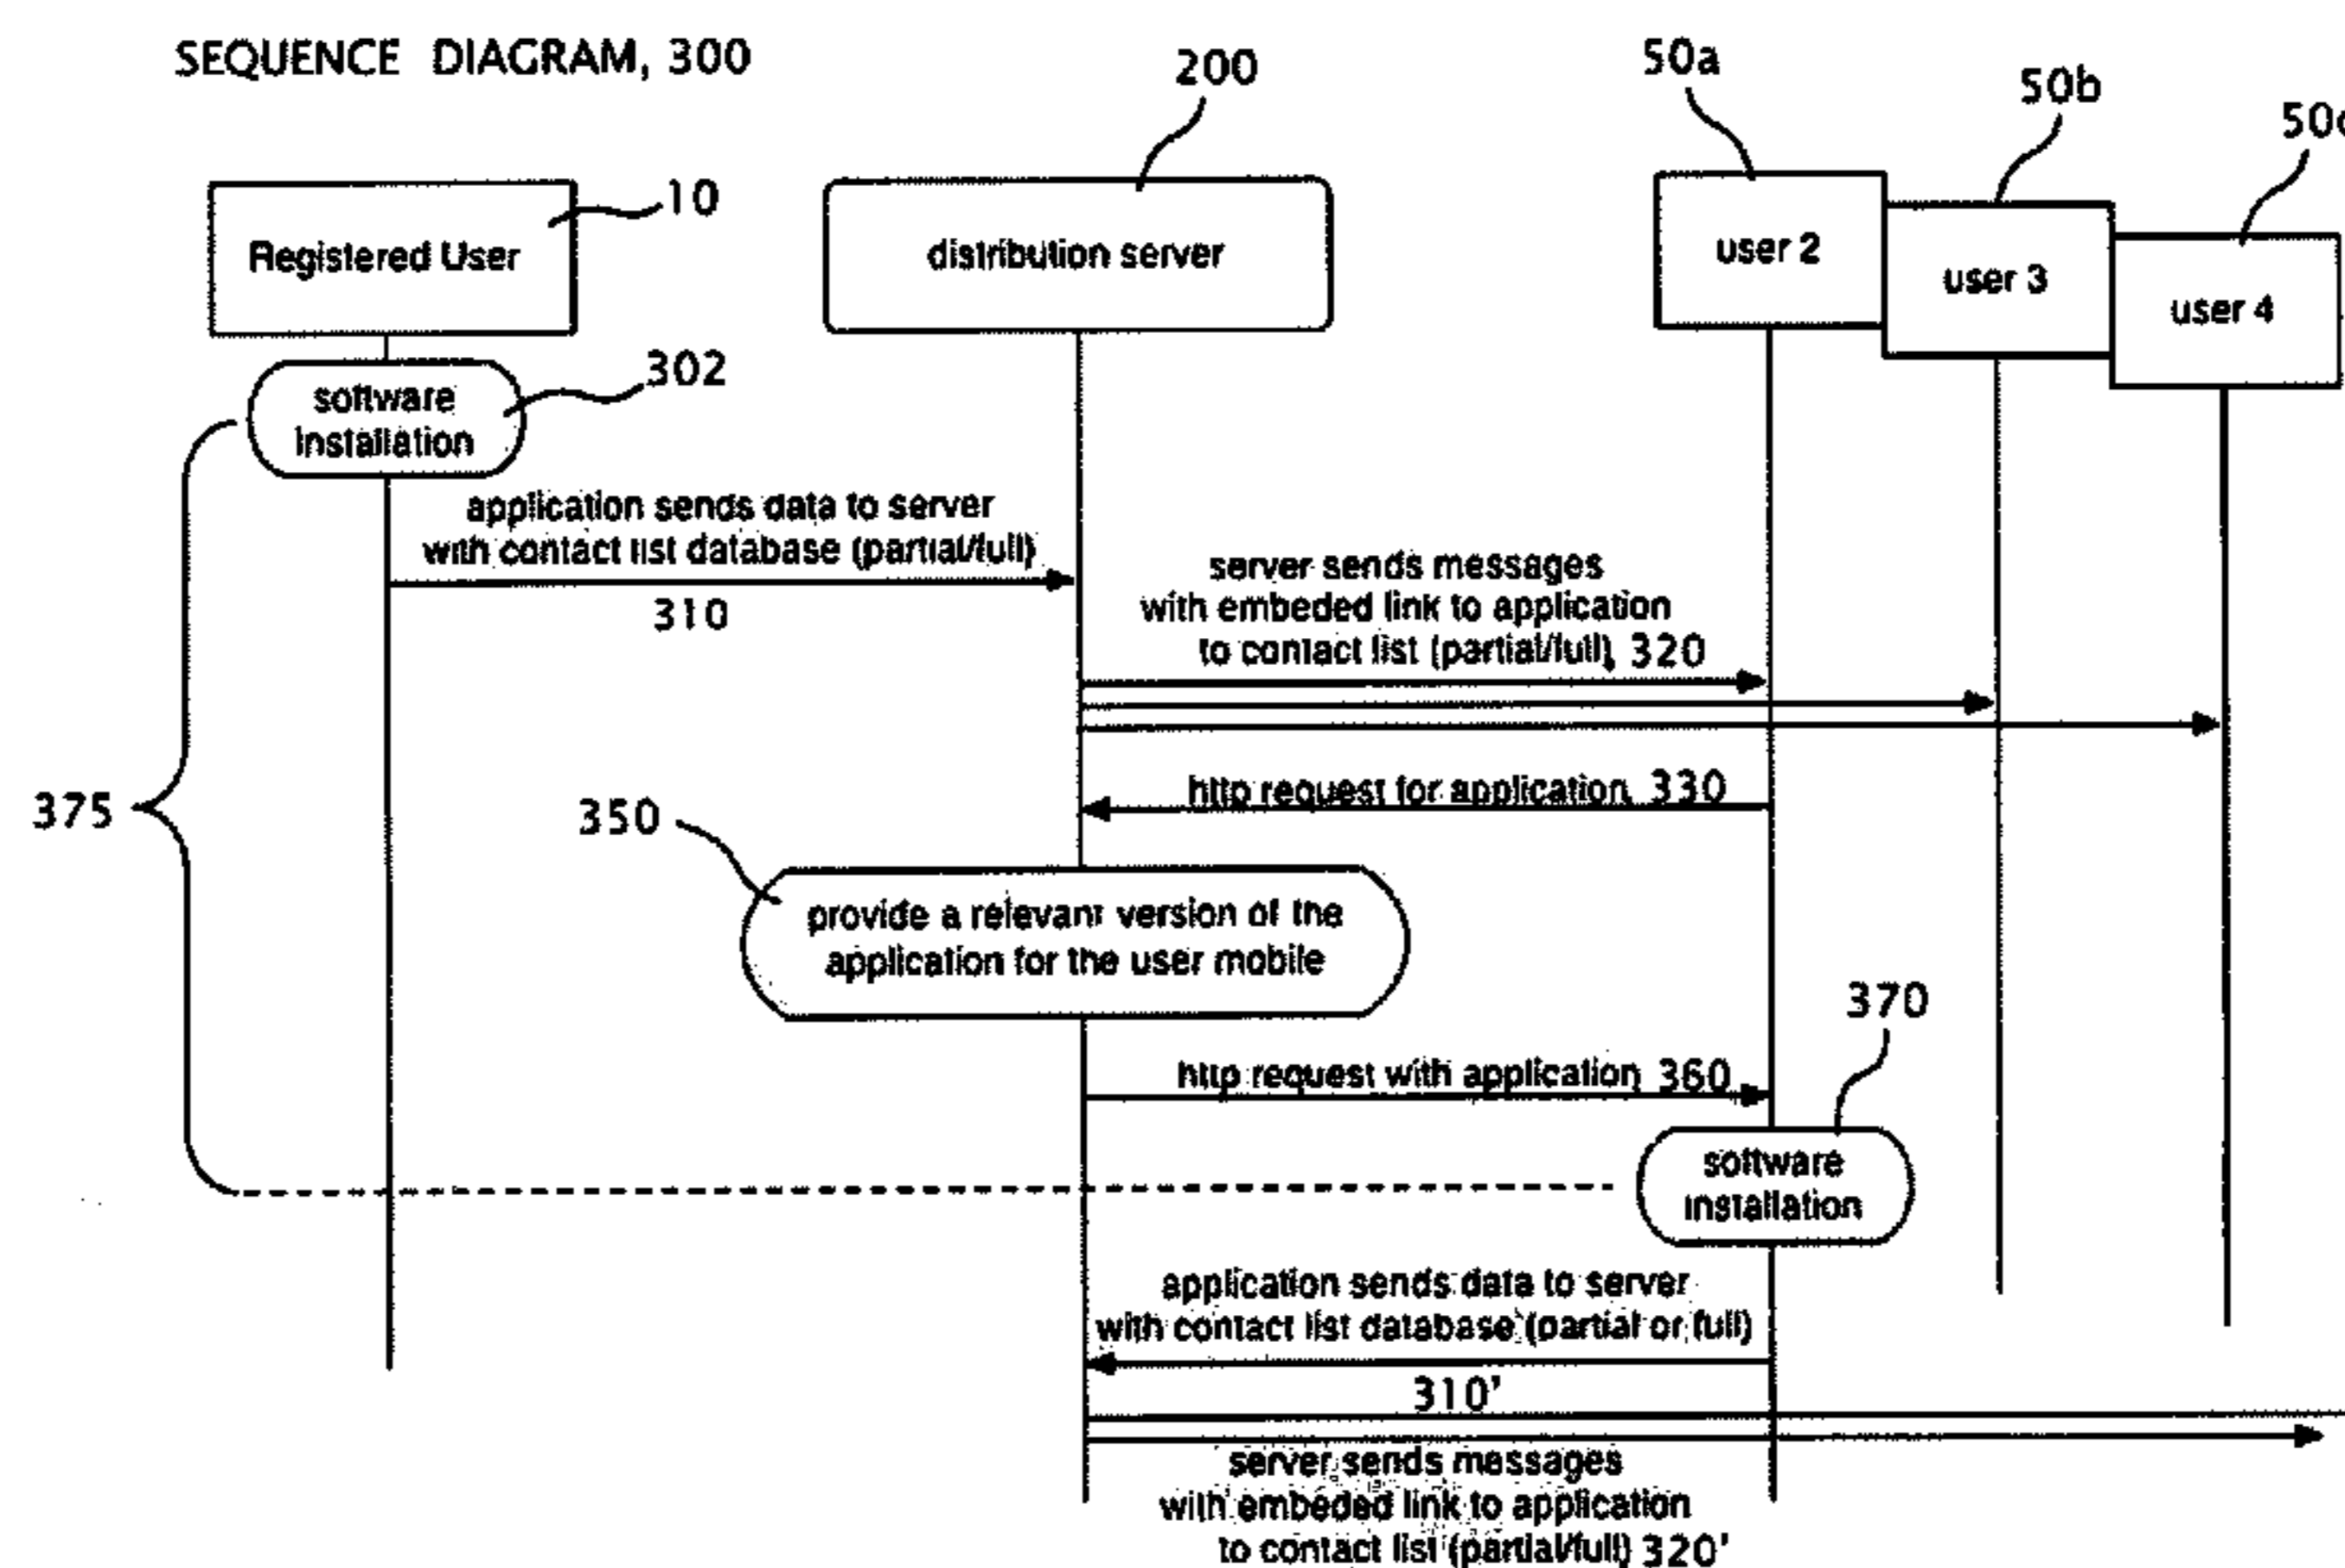 SEQUENCE DIAGRAM, 300
200
50a
50b
50c
10
Registered User
distribution server
user 2
user 3
user 4
302
software
installation
application sends data to server
with contact list database (partial/full)
310
server sends messages
with embeded link to application
to contact list (partial/full), 320
375
http request for application, 330
350
provide a relevant version of the
application for the user mobile
370
http request with application, 360
software
installation
application sends data to server
with contact list database (partial or full)
310'
server sends messages
with embeded link to application
to contact list (partial/full) 320'